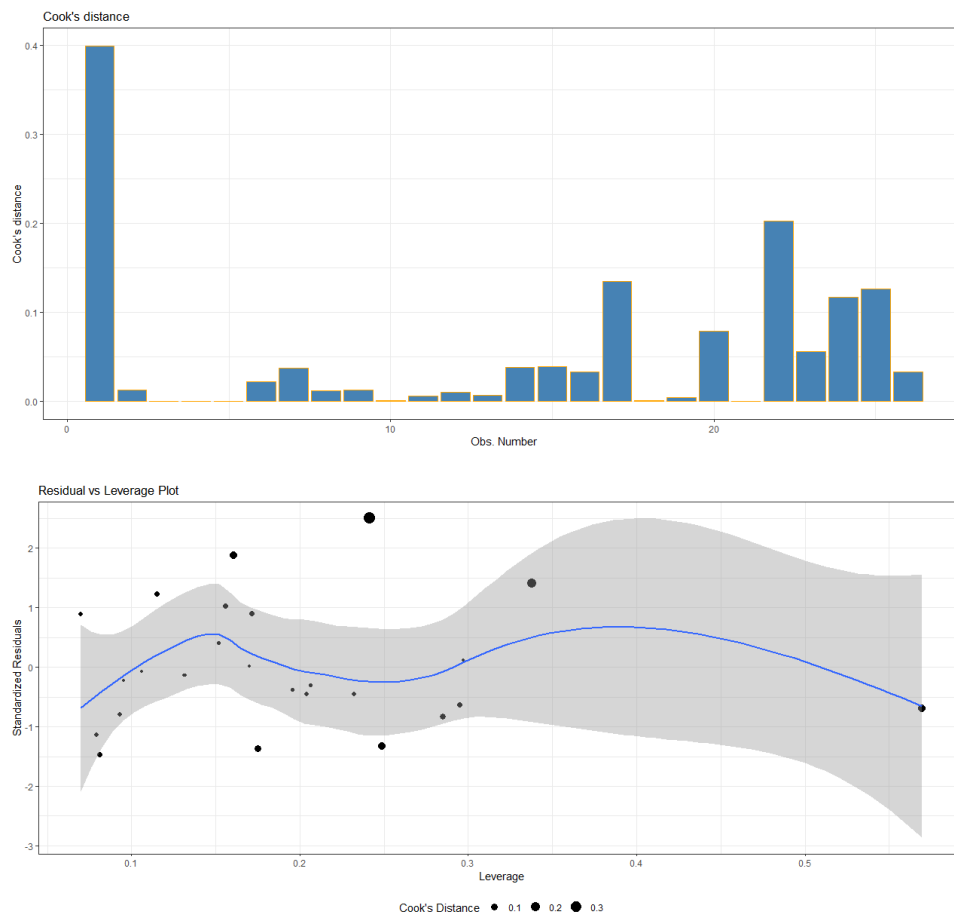 Cook's distance
0.4
0.3
0.2
0.1
0.0
Cook's distance
0
10
20
Obs. Number
Residual vs Leverage Plot
2
1
0
-1
-2
-3
Standardized Residuals
0.1
0.2
0.3
0.4
0.5
Leverage
Cook's Distance 0.1 0.2 0.3